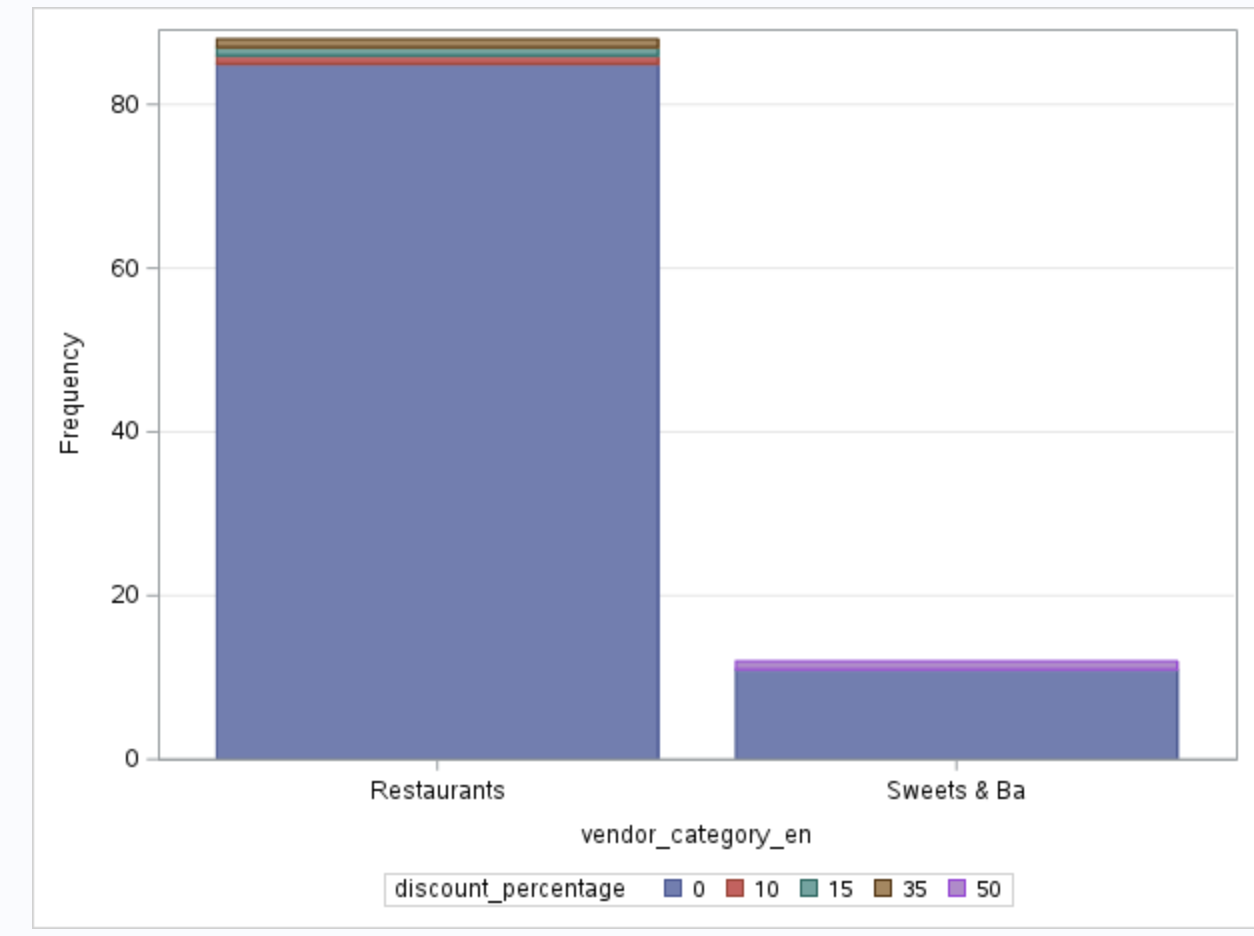 80
60
40
20
0
Frequency
Restaurants Sweets & Ba
vendor_category_en
discount_percentage 0 10 15 35 50